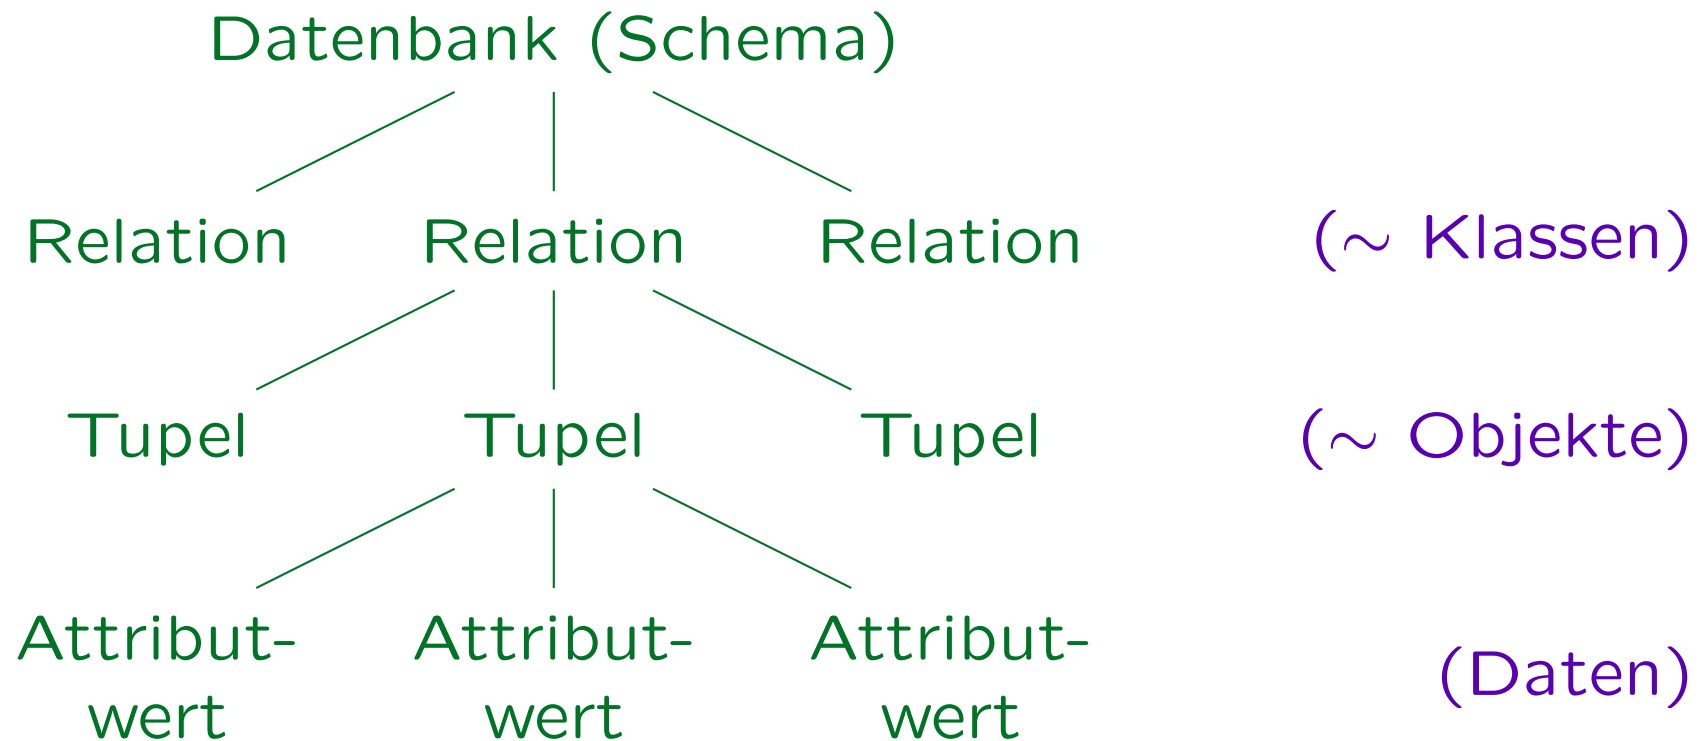 Datenbank (Schema)
Relation Relation Relation (∼ Klassen)
Tupel Tupel Tupel (∼ Objekte)
Attribut- Attribut- Attribut-
wert wert wert (Daten)